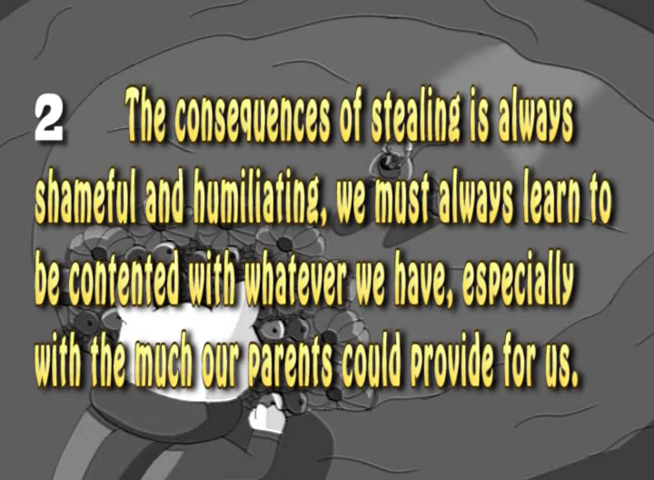 2 The consequences of stealing is always
shameful and humiliating, we must always learn to
be contented with whatever we have, especially
with the much our parents could provide for us.